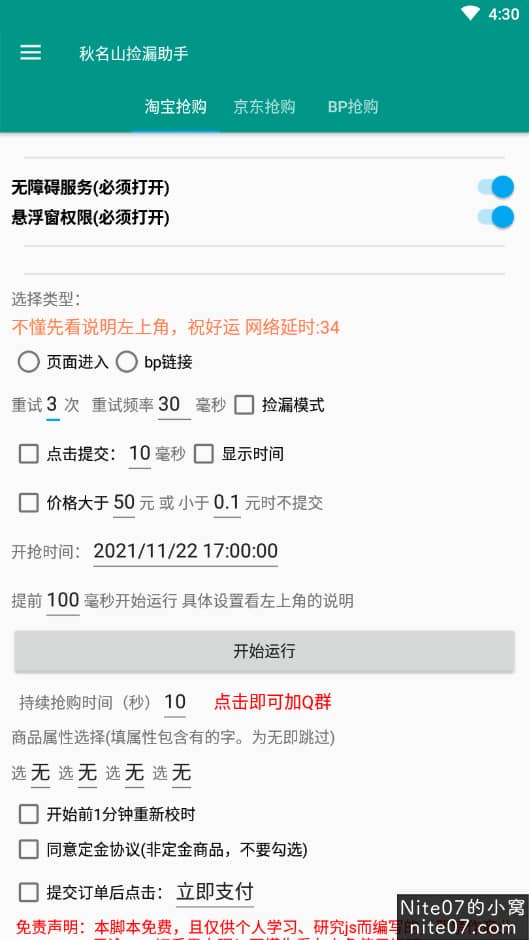 4:30
秋名山捡漏助手
淘宝抢购 京东抢购 BP抢购
无障碍服务(必须打开)
悬浮窗权限(必须打开)
选择类型:
不懂先看说明左上角，祝好运 网络延时:34
页面进入 bp链接
重试 3 次 重试频率 30 毫秒 捡漏模式
点击提交： 10 毫秒 显示时间
价格大于 50 元 或 小于 0.1 元时不提交
开抢时间： 2021/11/22 17:00:00
提前 100 毫秒开始运行 具体设置看左上角的说明
开始运行
持续抢购时间（秒） 10 点击即可加Q群
商品属性选择(填属性包含有的字。为无即跳过)
选 无 选 无 选 无 选 无
开始前1分钟重新校时
同意定金协议(非定金商品，不要勾选)
提交订单后点击： 立即支付
免责声明：本脚本免费，且仅供个人学习、研究js而编写的
Nite07的小窝
nite07.com